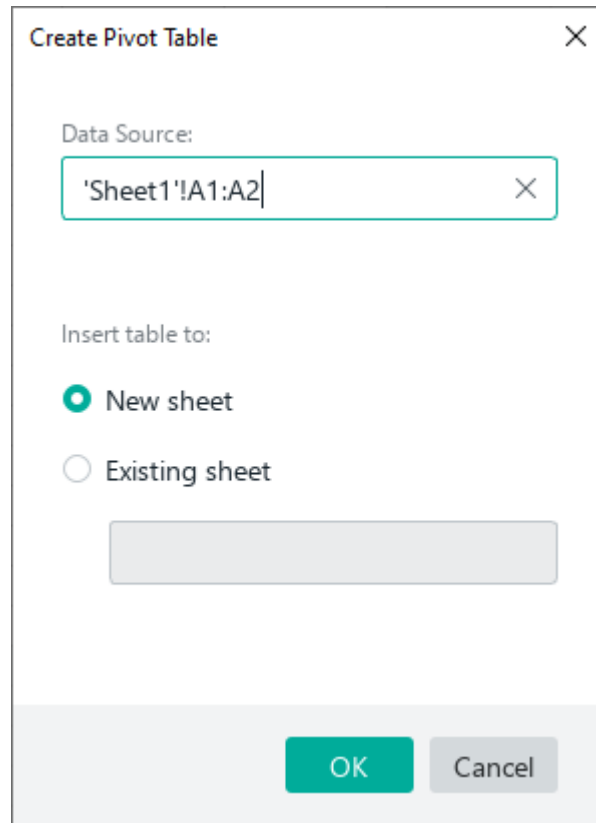 Create Pivot Table
Data Source:
'Sheet1'!A1:A2
Insert table to:
New sheet
Existing sheet
OK
Cancel